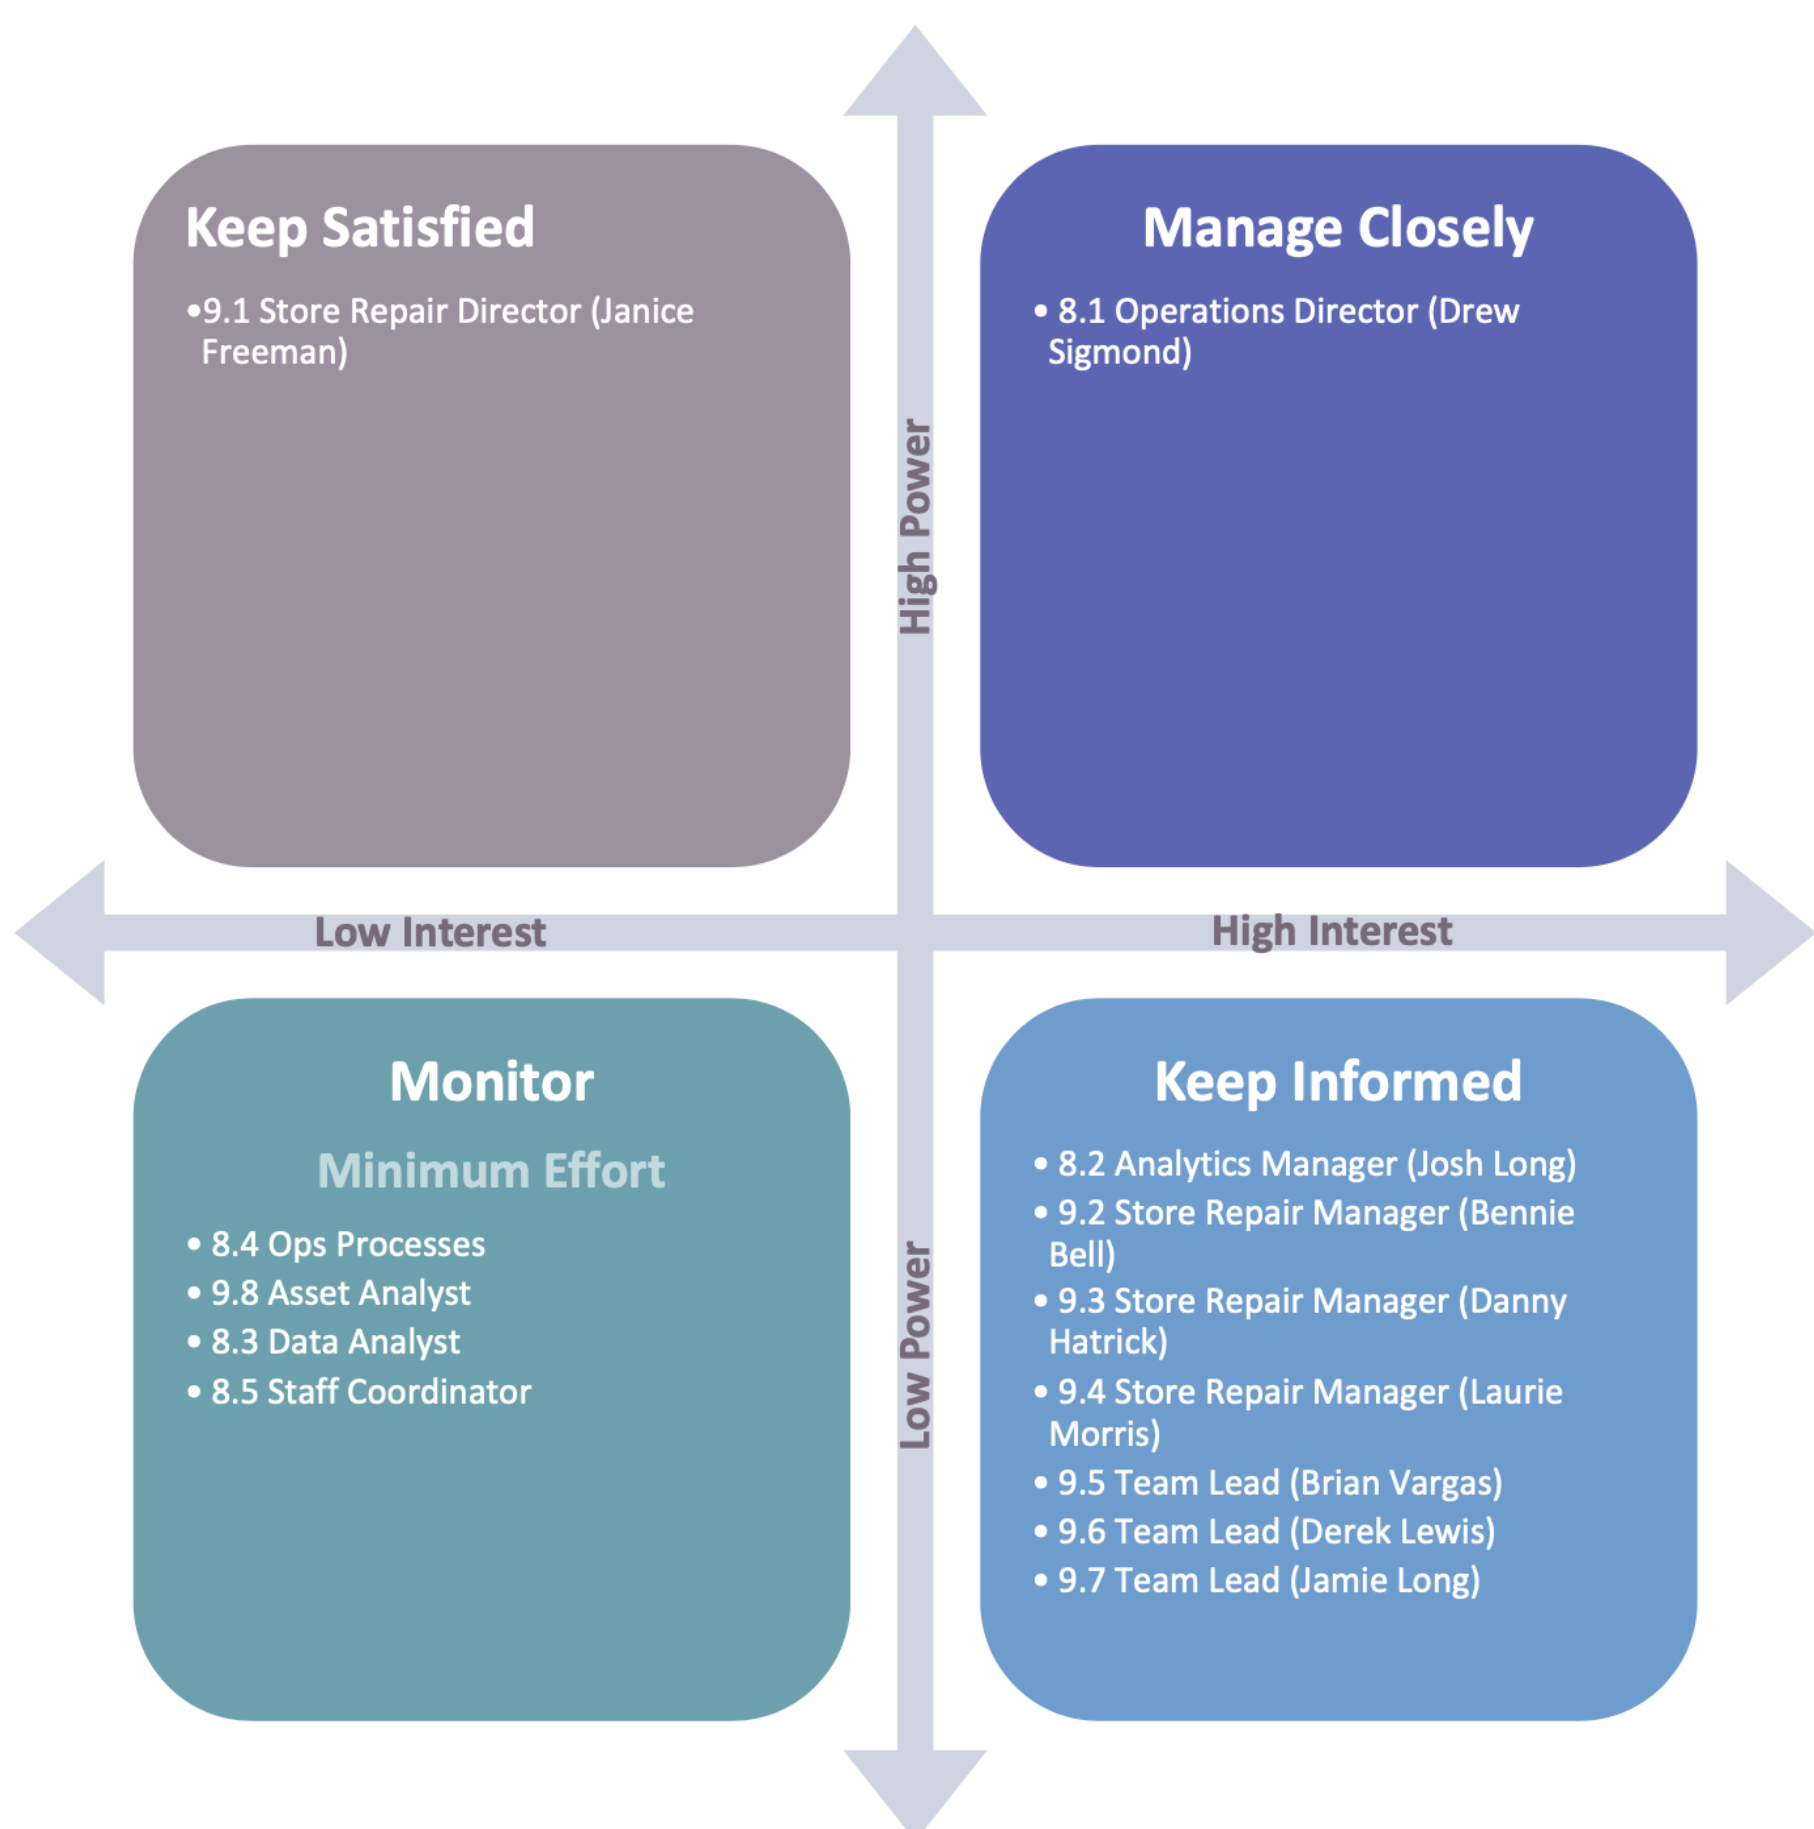 Keep Satisfied
•9.1 Store Repair Director (Janice
Freeman)
Manage Closely
• 8.1 Operations Director (Drew
Sigmond)
High Power
Low Interest
High Interest
Monitor
Minimum Effort
• 8.4 Ops Processes
• 9.8 Asset Analyst
• 8.3 Data Analyst
• 8.5 Staff Coordinator
Low Power
Keep Informed
• 8.2 Analytics Manager (Josh Long)
• 9.2 Store Repair Manager (Bennie
Bell)
• 9.3 Store Repair Manager (Danny
Hatrick)
• 9.4 Store Repair Manager (Laurie
Morris)
• 9.5 Team Lead (Brian Vargas)
• 9.6 Team Lead (Derek Lewis)
• 9.7 Team Lead (Jamie Long)